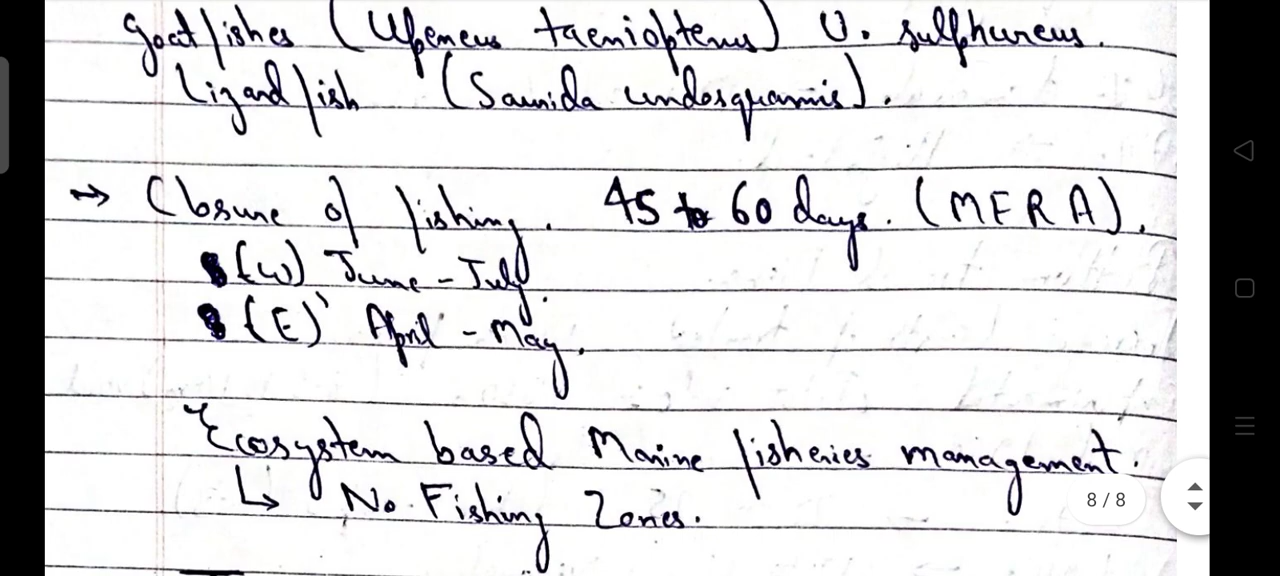 Goatfishes (Upeneus taeniopterus) U. sulphureus.
Lizardfish (Saurida undosquamis).
→ Closure of fishing. 45 to 60 days. (MFRA).
(W) June - July.
(E) April - May.
Ecosystem based Marine fisheries management.
↳ No Fishing Zones.
8 / 8